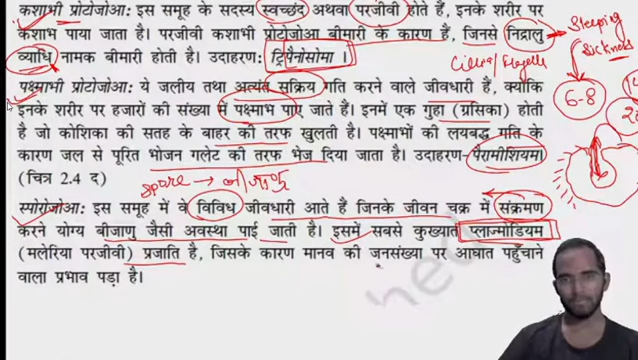 कशाभी प्रोटोजोआ: इस समूह के सदस्य स्वच्छंद अथवा परजीवी होते हैं, इनके शरीर पर
कशाभ पाया जाता है। परजीवी कशाभी प्रोटोजोआ बीमारी के कारण हैं, जिनसे निद्रालु
व्याधि नामक बीमारी होती है। उदाहरण: ट्रिपैनोसोमा ।
Sleeping
Sickness
6-8
पक्ष्माभी प्रोटोजोआ: ये जलीय तथा अत्यंत सक्रिय गति करने वाले जीवधारी हैं, क्योंकि
इनके शरीर पर हजारों की संख्या में पक्ष्माभ पाए जाते हैं। इनमें एक गुहा (ग्रसिका) होती
है जो कोशिका की सतह के बाहर की तरफ खुलती है। पक्ष्माभों की लयबद्ध गति के
कारण जल से पूरित भोजन गलेट की तरफ भेज दिया जाता है। उदाहरण- पैरामीशियम।
(चित्र 2.4 द)
spore → बीजाणु
स्पोरोजोआ: इस समूह में वे विविध जीवधारी आते हैं जिनके जीवन चक्र में संक्रमण
करने योग्य बीजाणु जैसी अवस्था पाई जाती है। इसमें सबसे कुख्यात प्लाज्मोडियम
(मलेरिया परजीवी) प्रजाति है, जिसके कारण मानव की जनसंख्या पर आघात पहुँचाने
वाला प्रभाव पड़ा है।